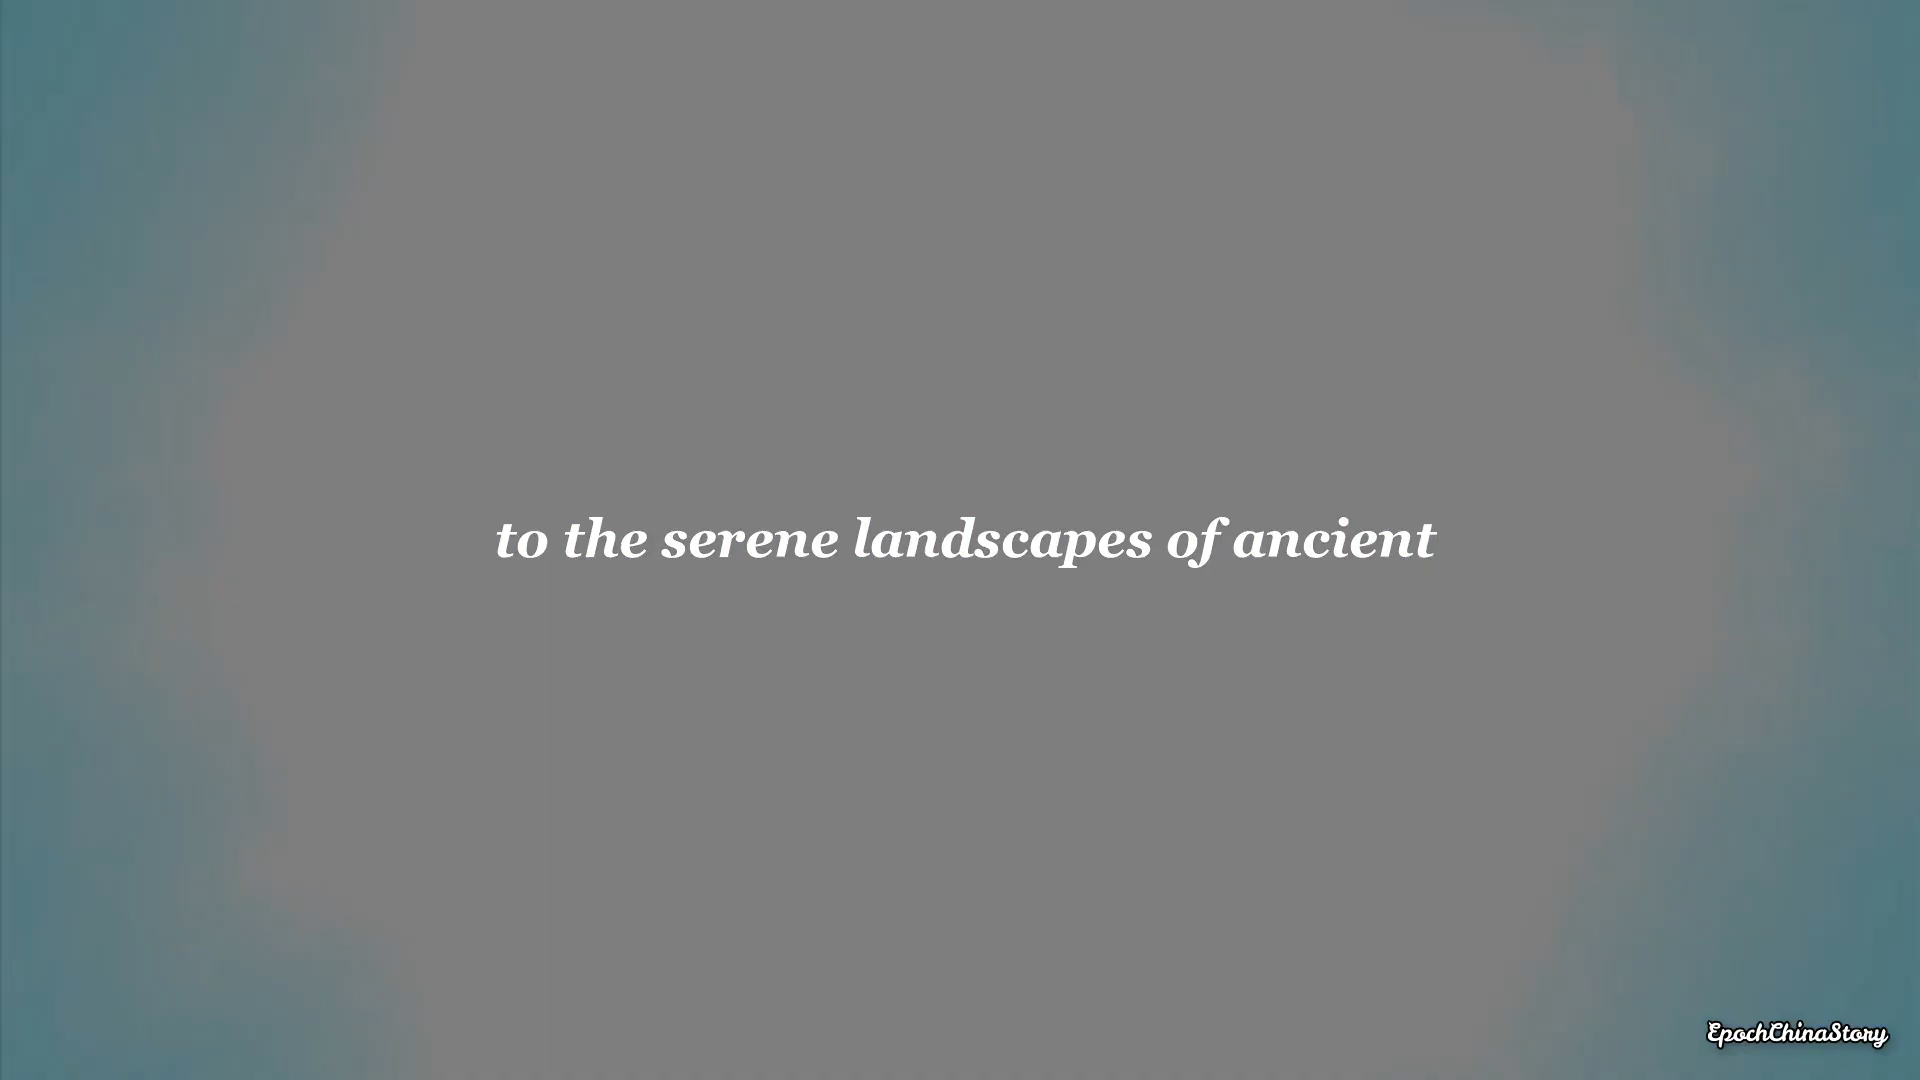 to the serene landscapes of ancient
EpochChinaStory